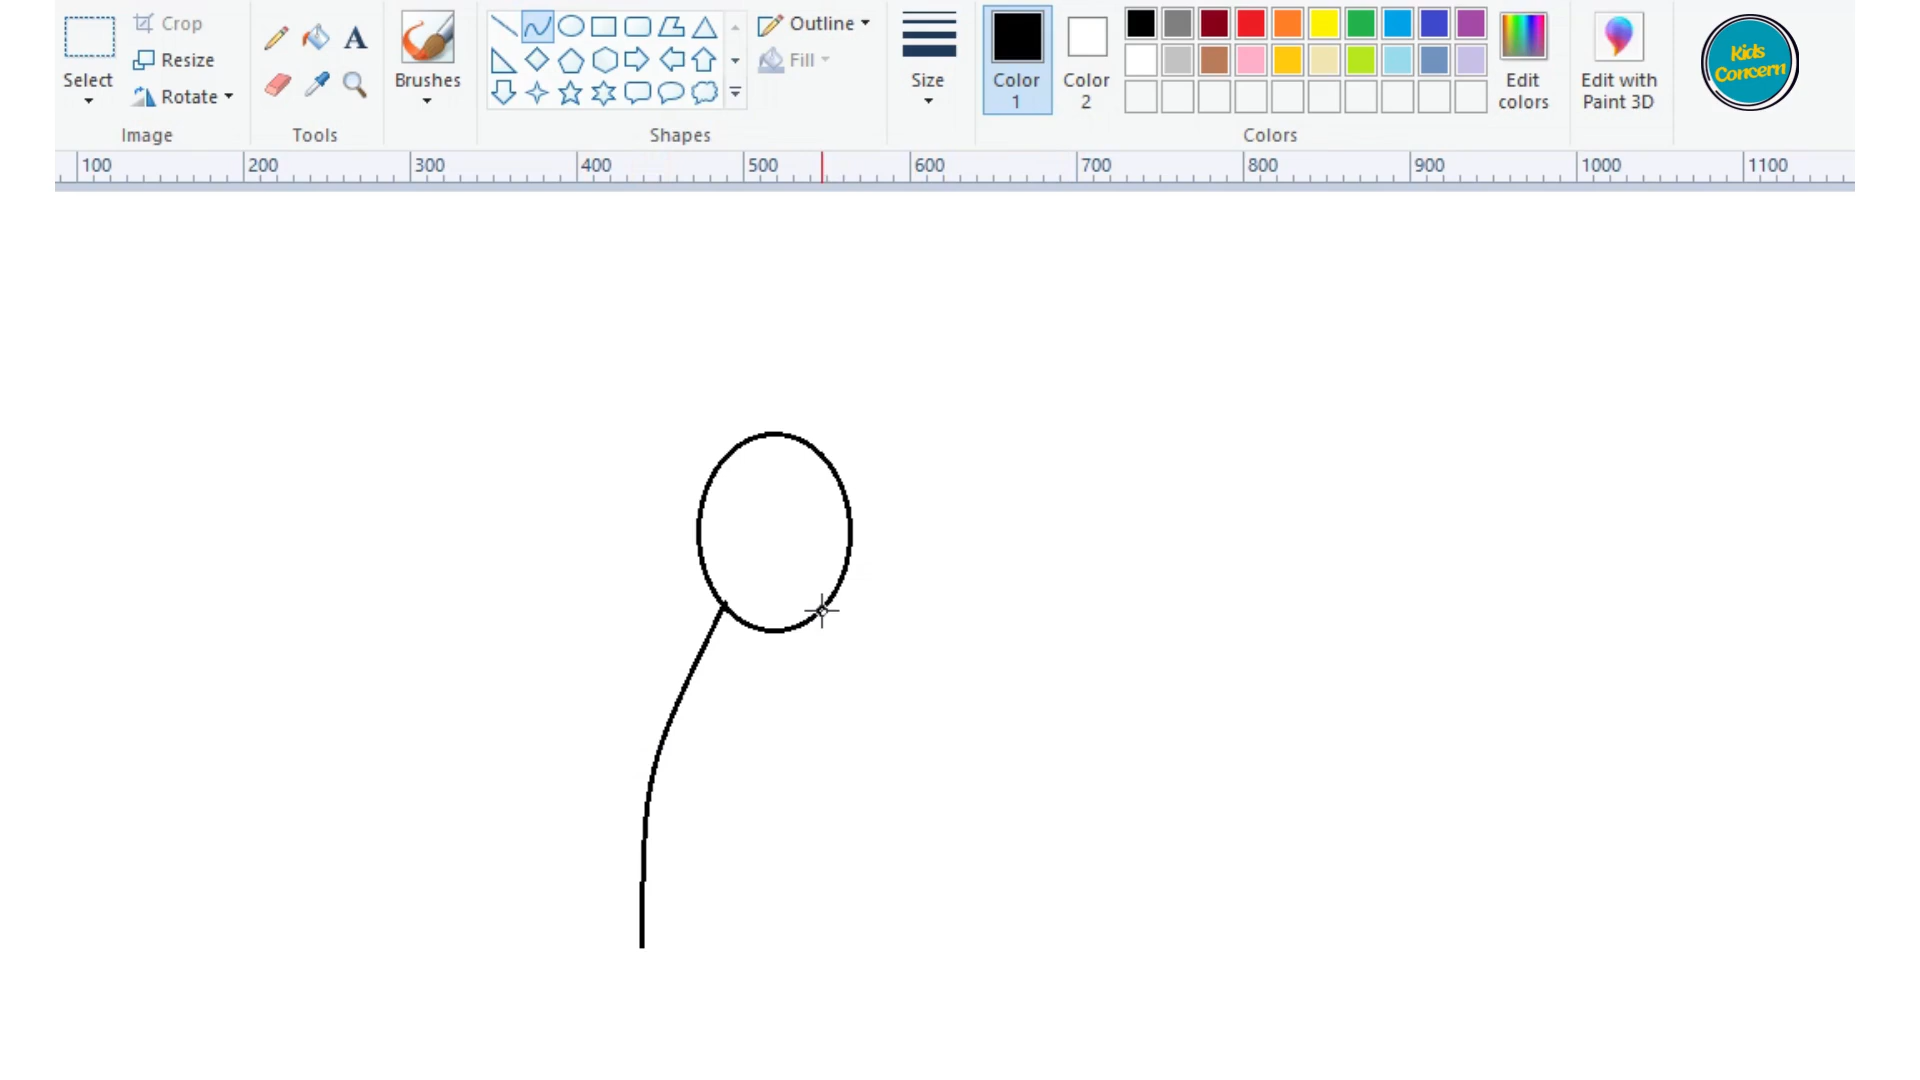 Crop
Resize
Select
Rotate
Image
A
Tools
Brushes
Shapes
Outline
Fill
Size
Color
1
Color
2
Colors
Edit
colors
Edit with
Paint 3D
Kids
Concern
100 200 300 400 500 600 700 800 900 1000 1100